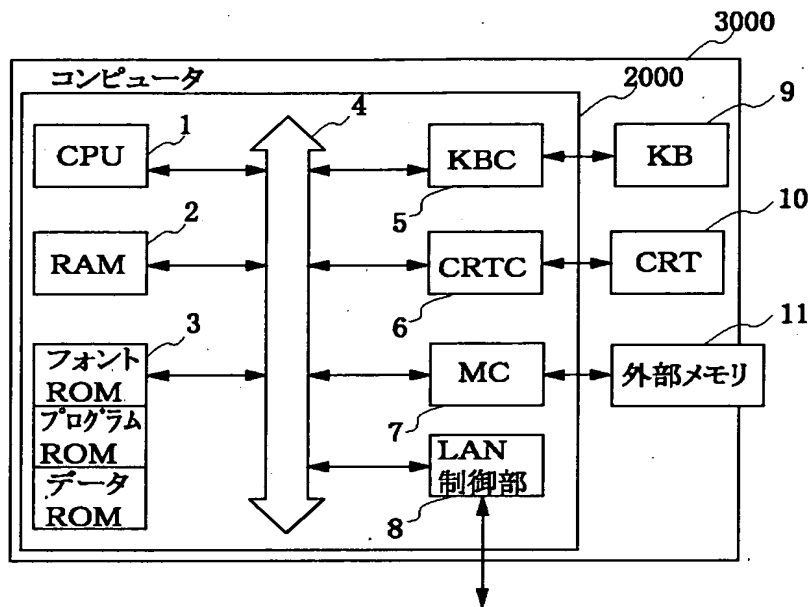 3000
コンピュータ
2000
1
4
9
CPU
KBC
KB
5
2
10
RAM
CRTC
CRT
6
3
11
フォント
ROM
MC
外部メモリ
7
プログラム
ROM
LAN
制御部
データ
ROM
8